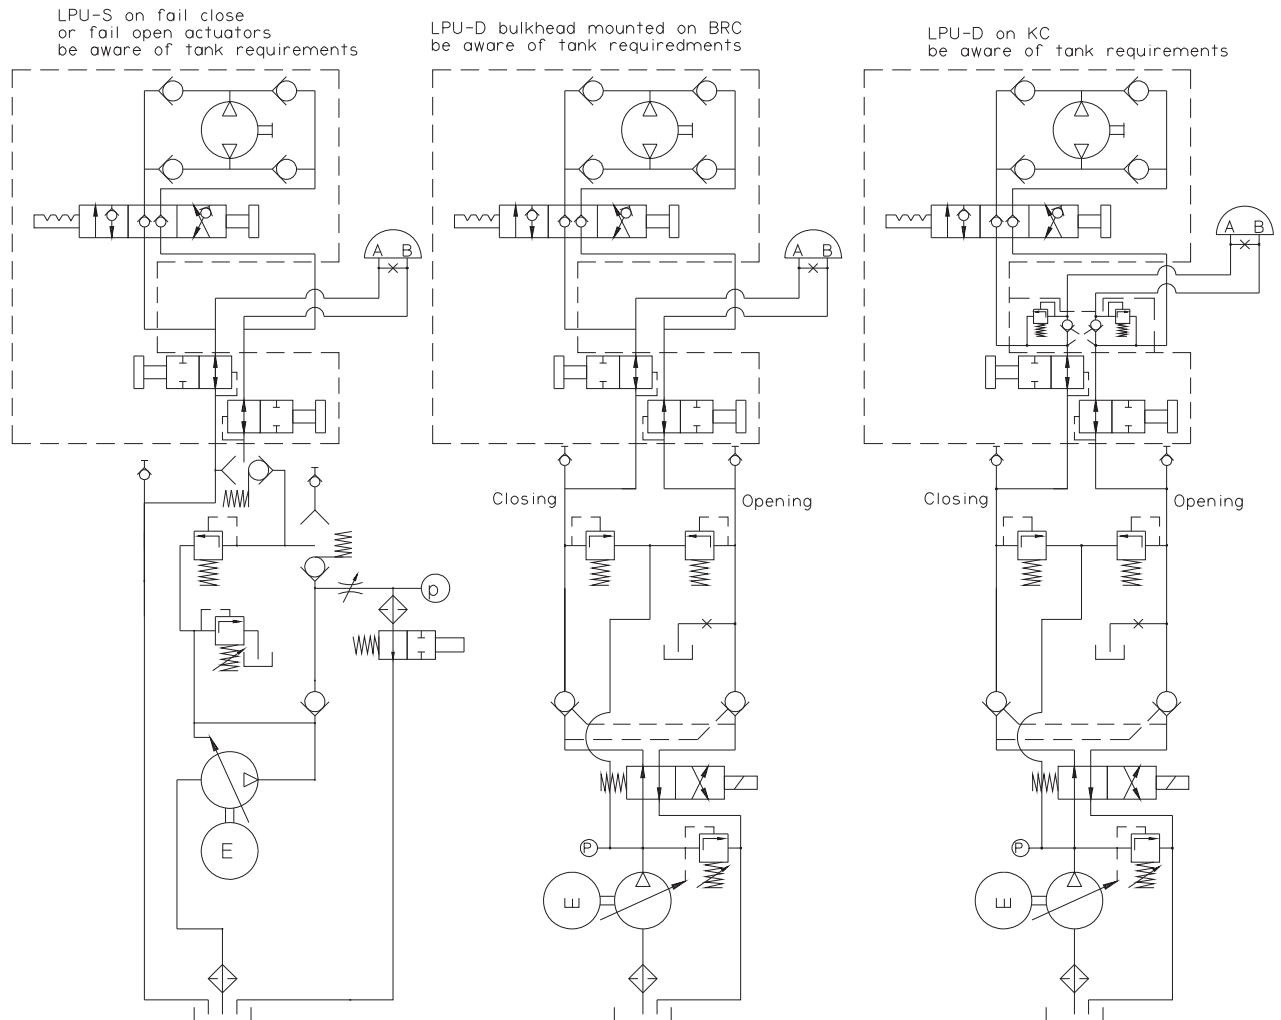 LPU-S on fail close
or fail open actuators
be aware of tank requirements
LPU-D bulkhead mounted on BRC
be aware of tank requiredments
LPU-D on KC
be aware of tank requirements
A B
A B
A B
Closing
Opening
Closing
Opening
p
E
P
E
P
E